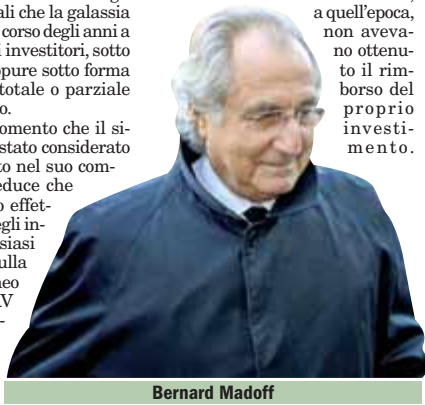 ali che la galassia
corso degli anni a
i investitori, sotto
ppure sotto forma
totale o parziale
o.
omento che il si-
stato considerato
to nel suo com-
educe che
o effet-
egli in-
siasi
ulla
neo
V
-
a quell'epoca,
non aveva-
no ottenu-
to il rim-
borso del
proprio
investi-
mento.
Bernard Madoff